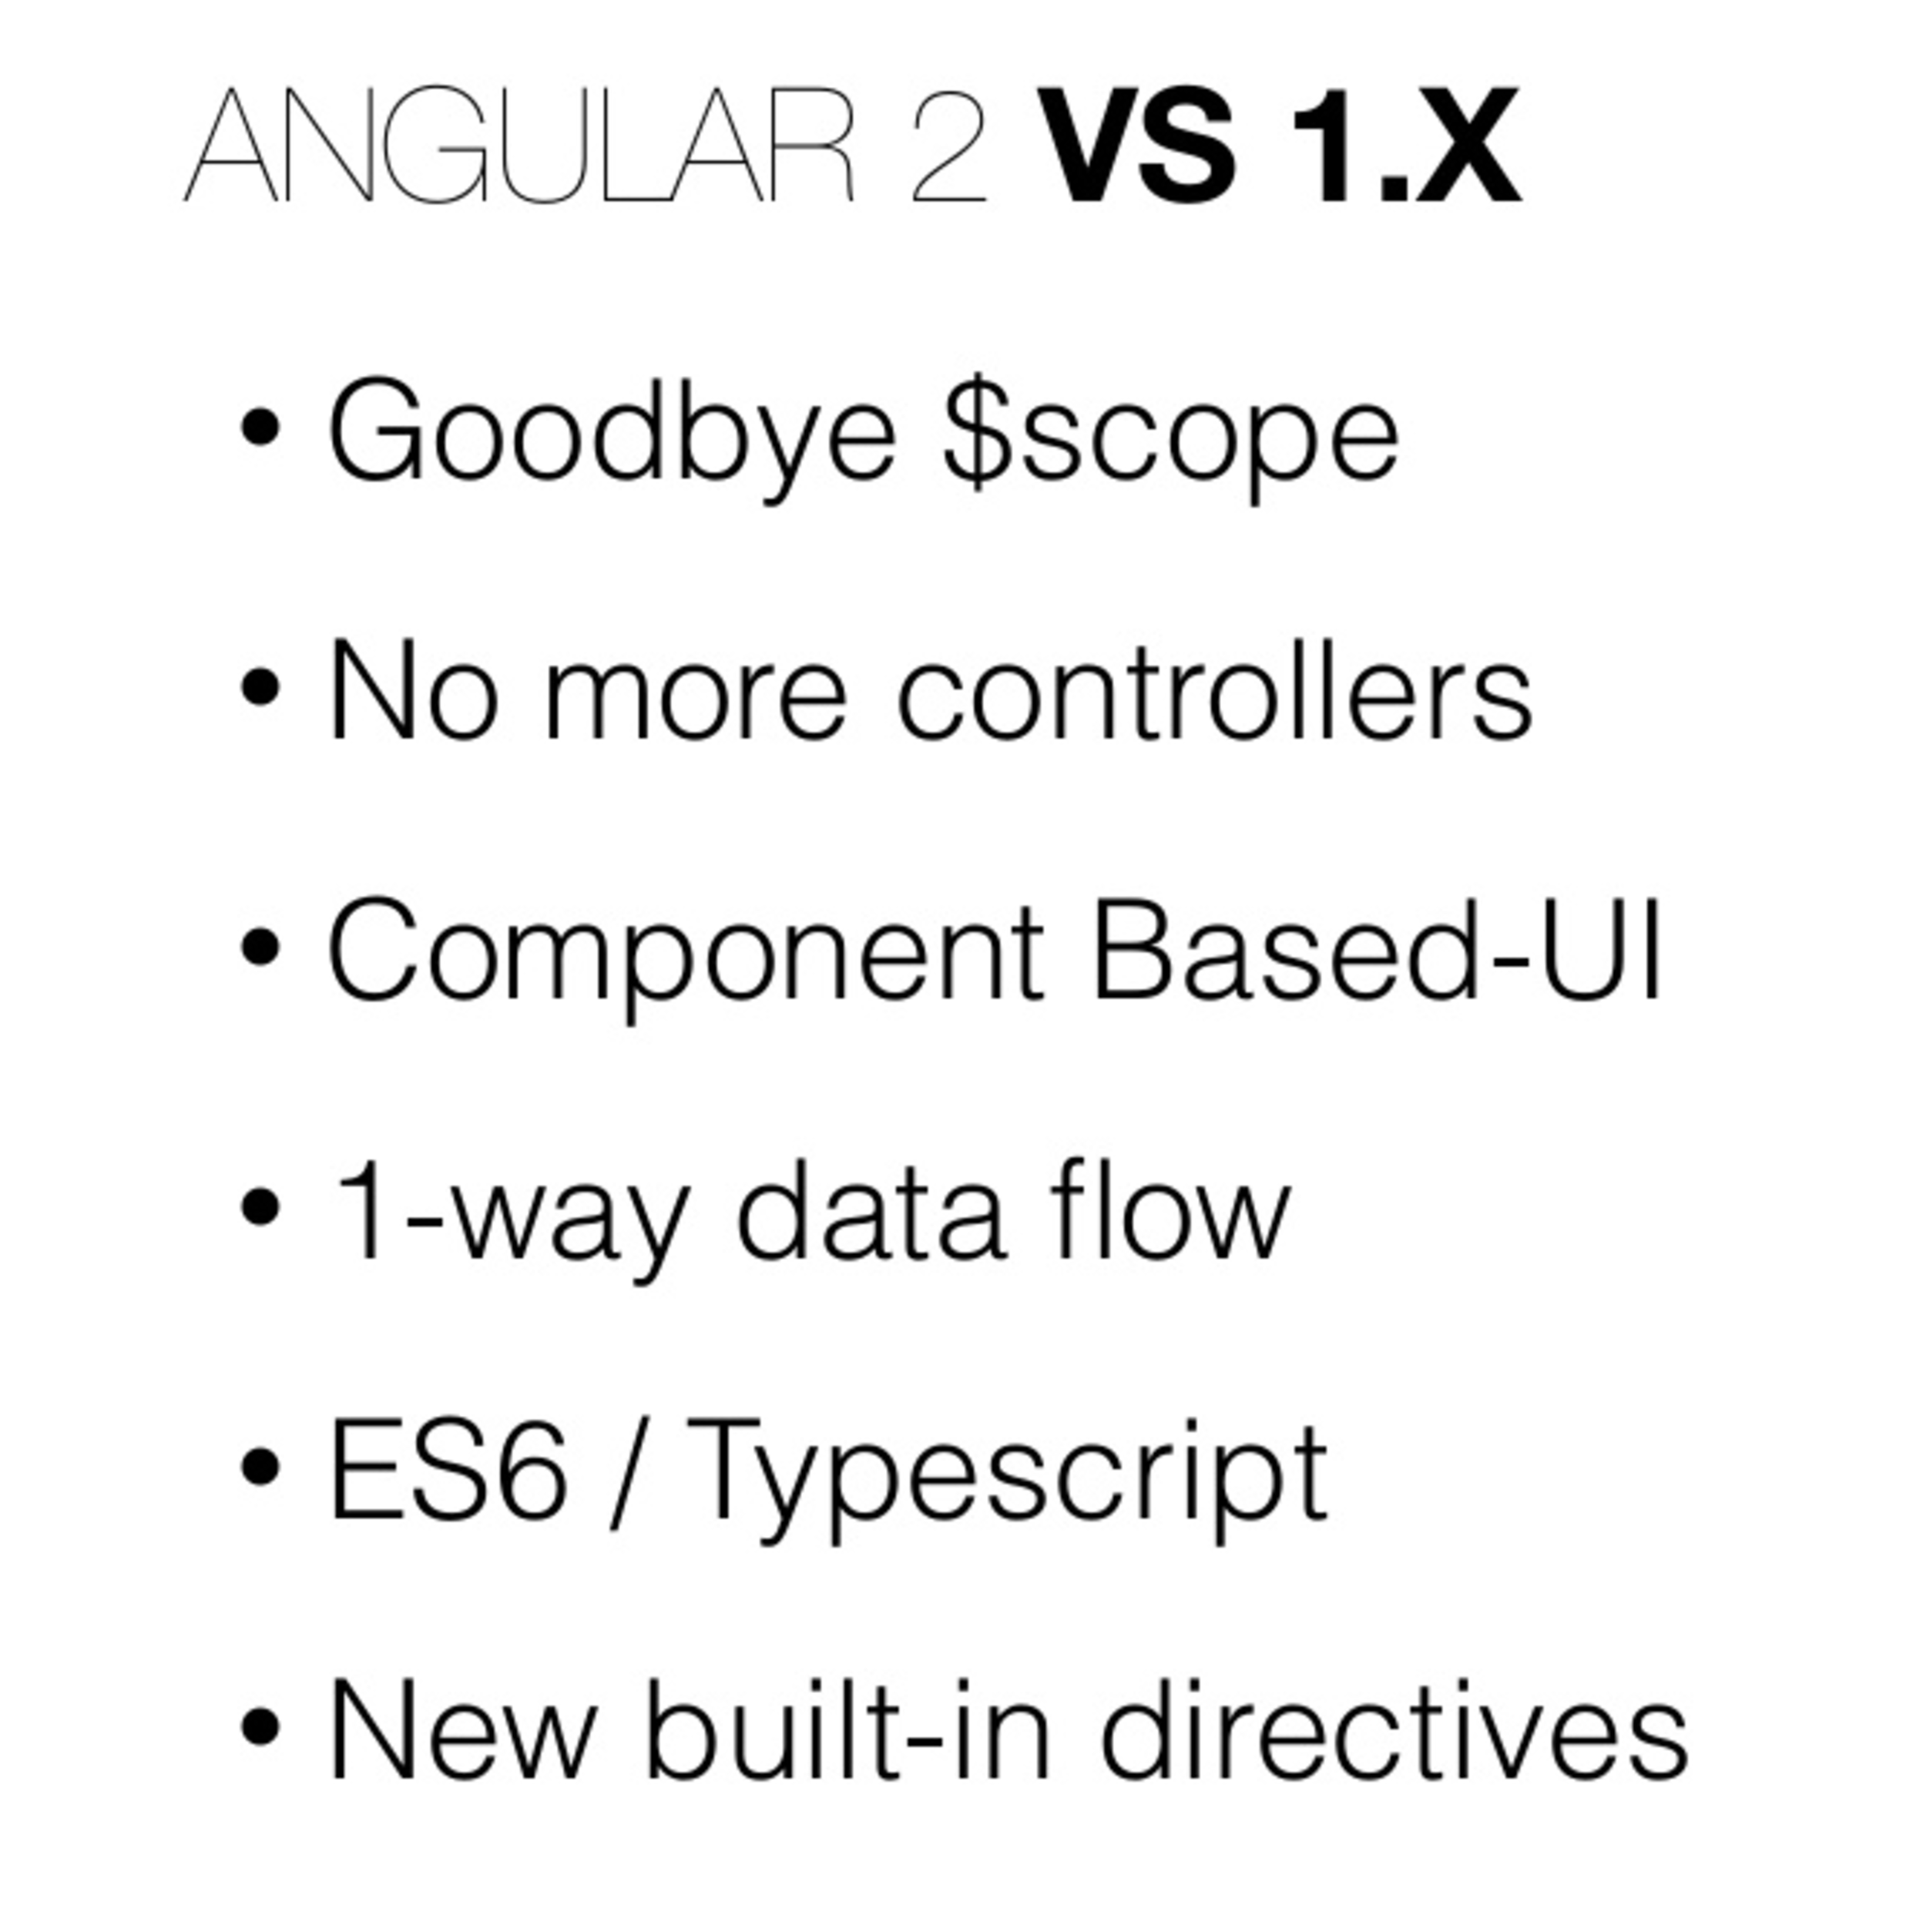 ANGULAR 2 VS 1.X
• Goodbye $scope
• No more controllers
• Component Based-UI
• 1-way data flow
• ES6 / Typescript
• New built-in directives